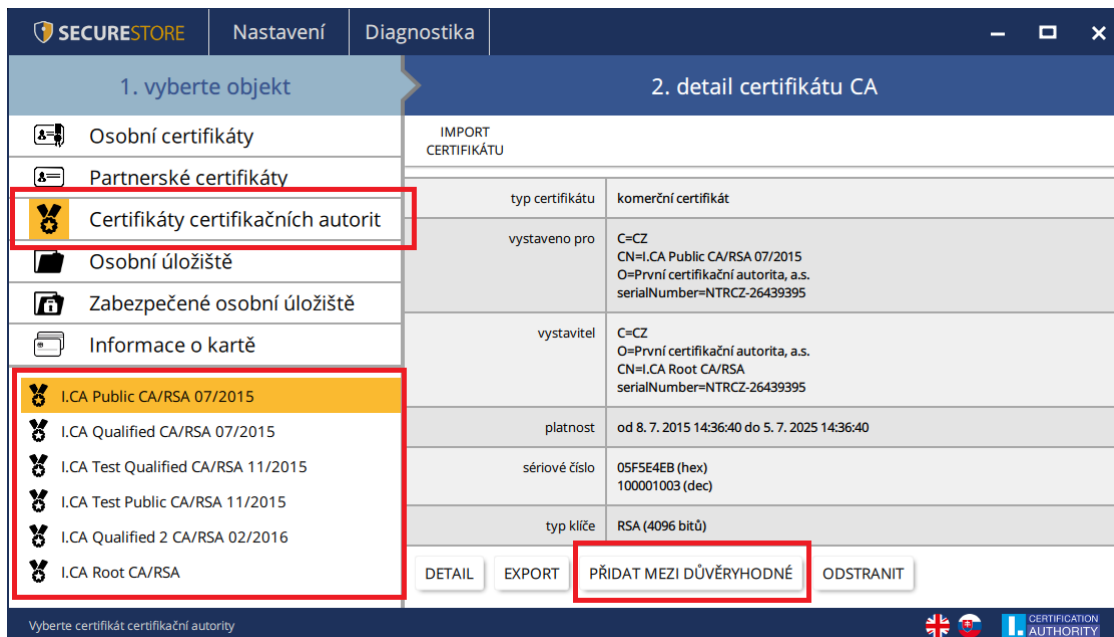 SECURESTORE
Nastavení
Diagnostika
1. vyberte objekt
2. detail certifikátu CA
Osobní certifikáty
Partnerské certifikáty
Certifikáty certifikačních autorit
Osobní úložiště
Zabezpečené osobní úložiště
Informace o kartě
I.CA Public CA/RSA 07/2015
I.CA Qualified CA/RSA 07/2015
I.CA Test Qualified CA/RSA 11/2015
I.CA Test Public CA/RSA 11/2015
I.CA Qualified 2 CA/RSA 02/2016
I.CA Root CA/RSA
IMPORT
CERTIFIKÁTU
typ certifikátu komerční certifikát
vystaveno pro C=CZ
CN=I.CA Public CA/RSA 07/2015
O=První certifikační autorita, a.s.
serialNumber=NTRCZ-26439395
vystavitel C=CZ
O=První certifikační autorita, a.s.
CN=I.CA Root CA/RSA
serialNumber=NTRCZ-26439395
platnost od 8. 7. 2015 14:36:40 do 5. 7. 2025 14:36:40
sériové číslo 05F5E4EB (hex)
100001003 (dec)
typ klíče RSA (4096 bitů)
DETAIL
EXPORT
PŘIDAT MEZI DŮVĚRYHODNÉ
ODSTRANIT
Vyberte certifikát certifikační autority
I.
CERTIFICATION
AUTHORITY